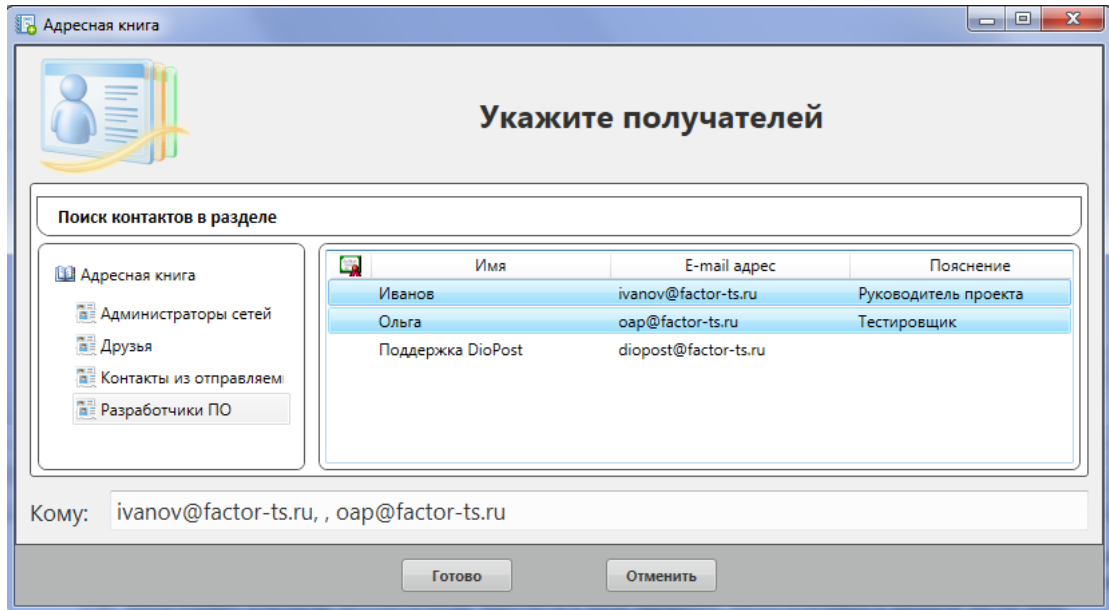 Адресная книга
Укажите получателей
Поиск контактов в разделе
Адресная книга
Администраторы сетей
Друзья
Контакты из отправляем
Разработчики ПО
Имя E-mail адрес Пояснение
Иванов ivanov@factor-ts.ru Руководитель проекта
Ольга oap@factor-ts.ru Тестировщик
Поддержка DioPost diopost@factor-ts.ru
Кому: ivanov@factor-ts.ru, , oap@factor-ts.ru
Готово Отменить